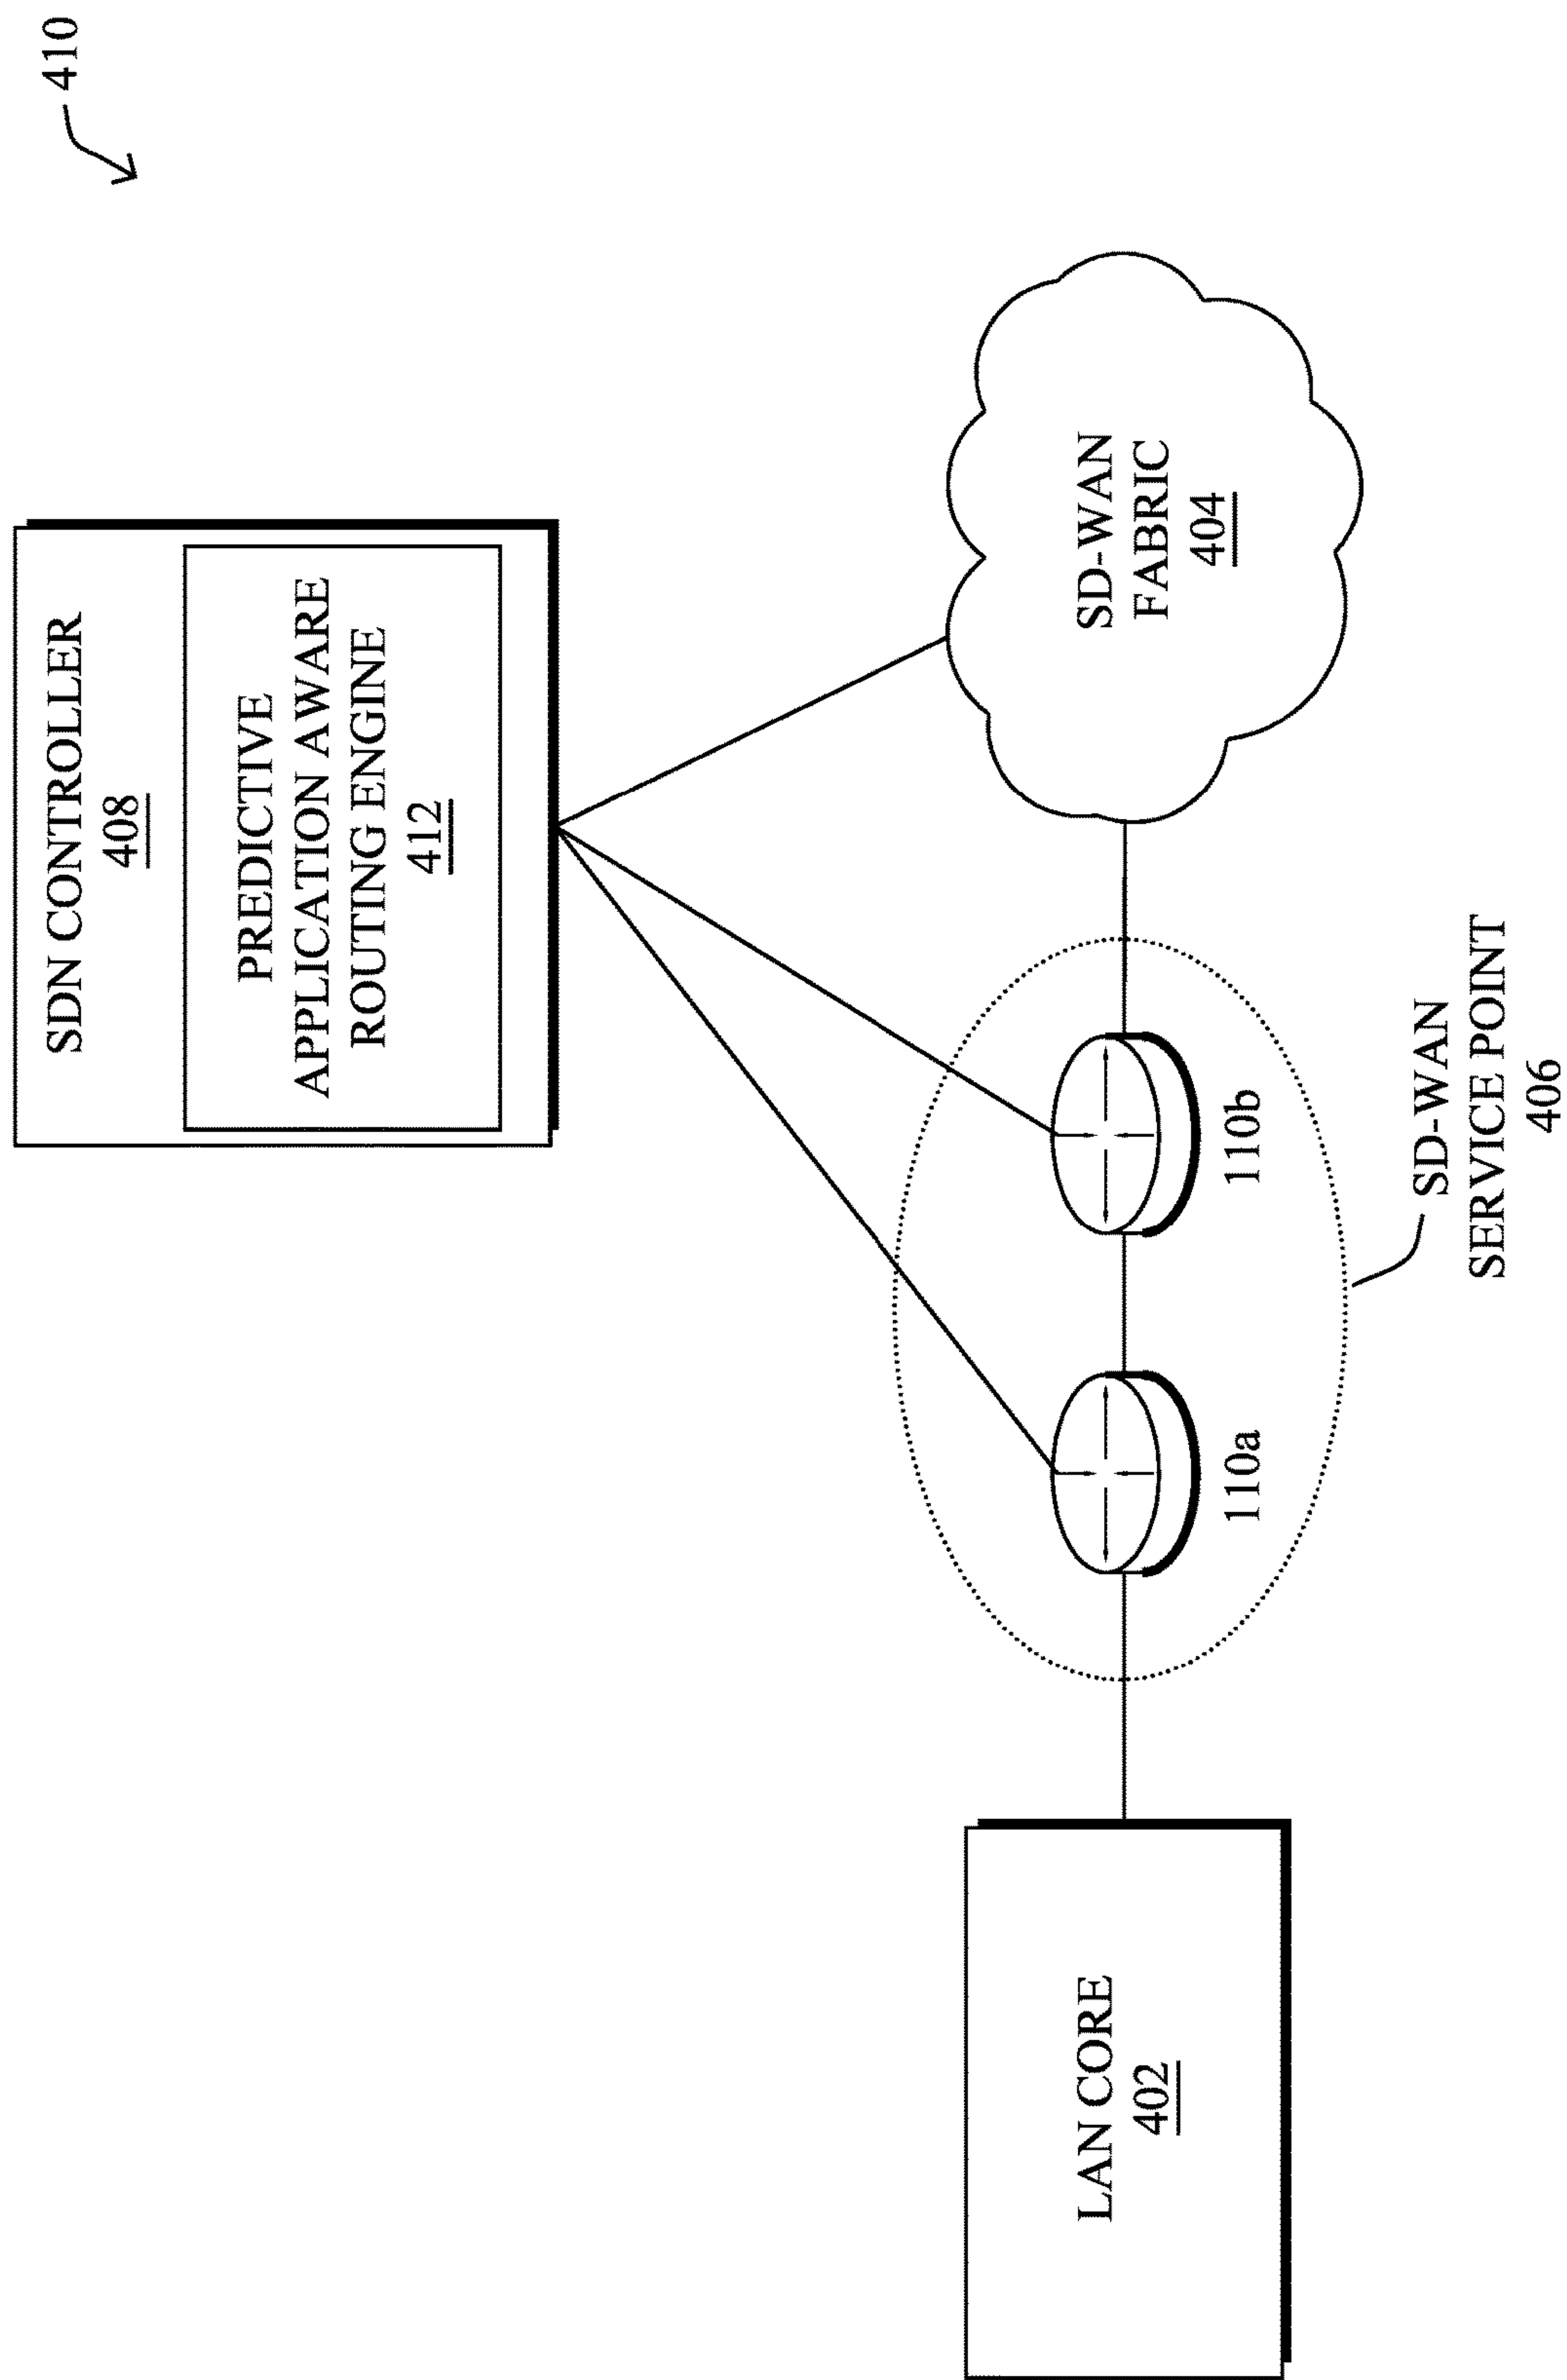 410
SDN CONTROLLER
408
PREDICTIVE
APPLICATION AWARE
ROUTING ENGINE
412
LAN CORE
402
110a
110b
SD-WAN
FABRIC
404
SD-WAN
SERVICE POINT
406